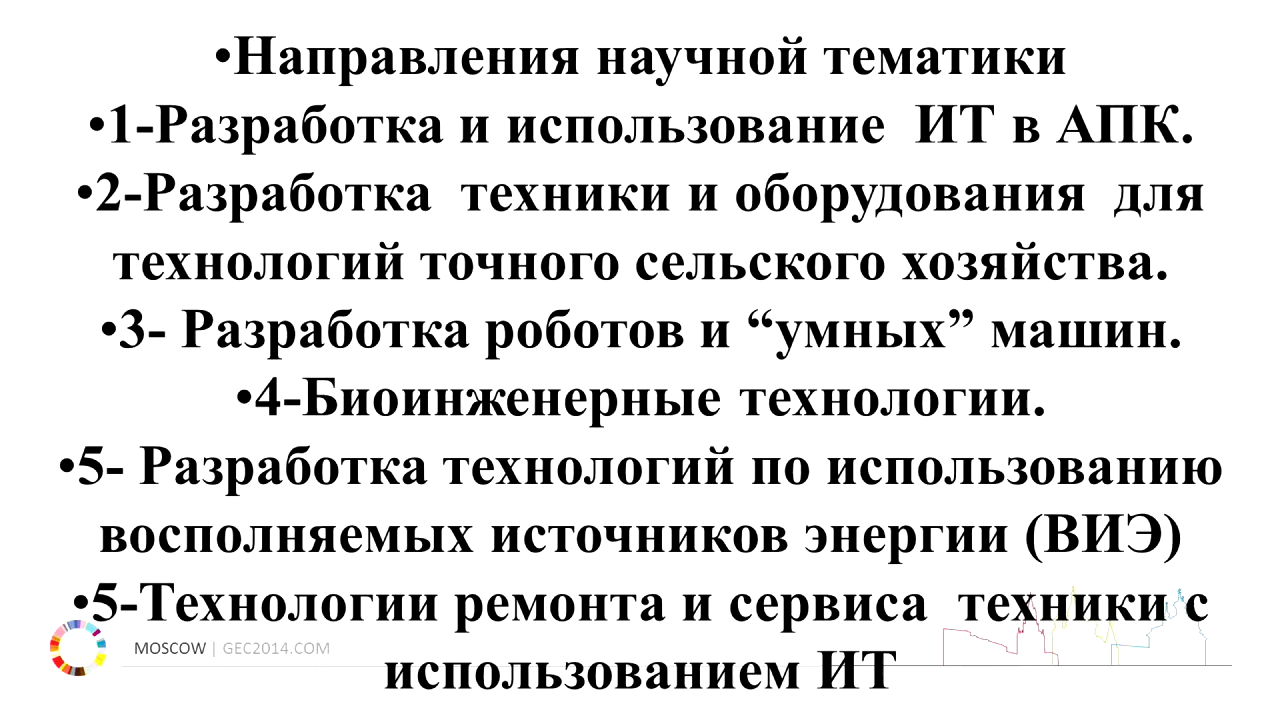 •Направления научной тематики
•1-Разработка и использование ИТ в АПК.
•2-Разработка техники и оборудования для
технологий точного сельского хозяйства.
•3- Разработка роботов и “умных” машин.
•4-Биоинженерные технологии.
•5- Разработка технологий по использованию
восполняемых источников энергии (ВИЭ)
•5-Технологии ремонта и сервиса техники с
использованием ИТ
MOSCOW | GEC2014.COM